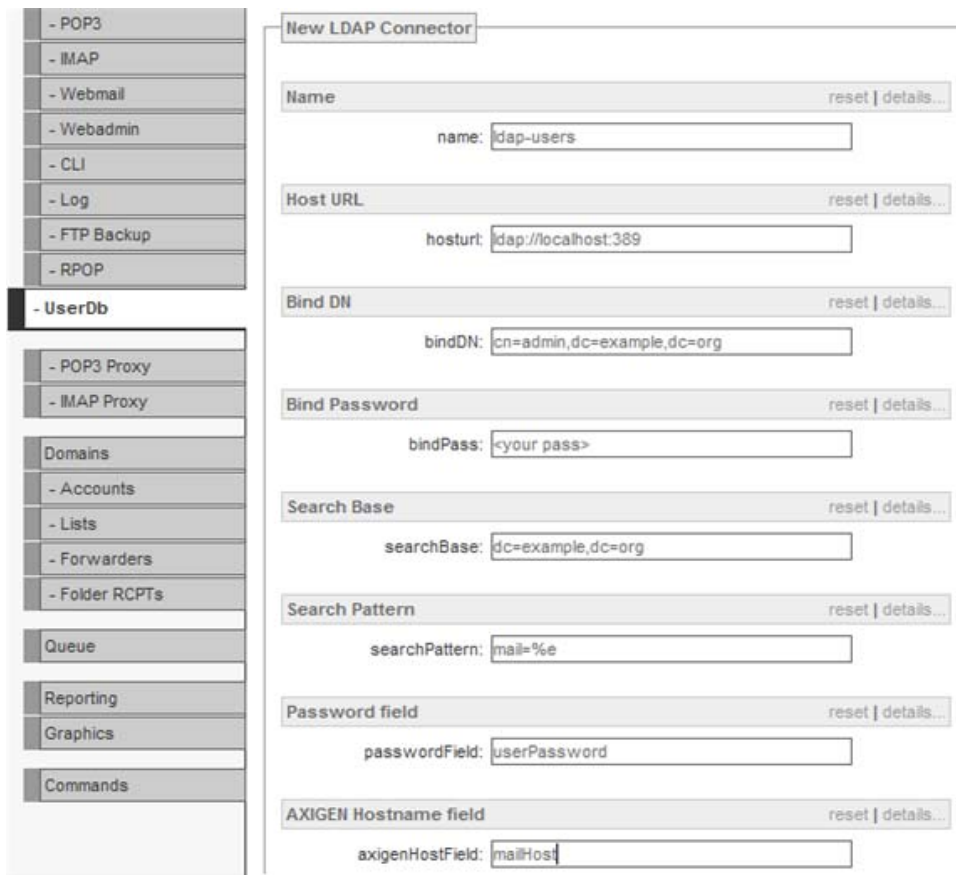 - POP3
- IMAP
- Webmail
- Webadmin
- CLI
- Log
- FTP Backup
- RPOP
- UserDb
- POP3 Proxy
- IMAP Proxy
Domains
- Accounts
- Lists
- Forwarders
- Folder RCPTs
Queue
Reporting
Graphics
Commands
New LDAP Connector
Name reset | details...
name: ldap-users
Host URL reset | details...
hosturl: ldap://localhost:389
Bind DN reset | details...
bindDN: cn=admin,dc=example,dc=org
Bind Password reset | details...
bindPass: <your pass>
Search Base reset | details...
searchBase: dc=example,dc=org
Search Pattern reset | details...
searchPattern: mail=%e
Password field reset | details...
passwordField: userPassword
AXIGEN Hostname field reset | details...
axigenHostField: mailHost